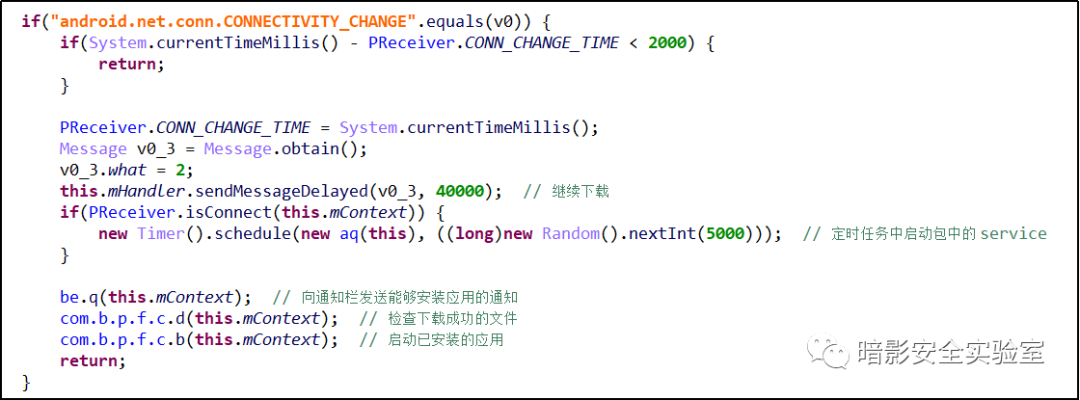 if("android.net.conn.CONNECTIVITY_CHANGE".equals(v0)) {
if(System.currentTimeMillis() - PReceiver.CONN_CHANGE_TIME < 2000) {
return;
}
PReceiver.CONN_CHANGE_TIME = System.currentTimeMillis();
Message v0_3 = Message.obtain();
v0_3.what = 2;
this.mHandler.sendMessageDelayed(v0_3, 40000);  // 继续下载
if(PReceiver.isConnect(this.mContext)) {
new Timer().schedule(new aq(this), ((long)new Random().nextInt(5000)));  // 定时任务中启动包中的 service
}
be.q(this.mContext);  // 向通知栏发送能够安装应用的通知
com.b.p.f.c.d(this.mContext);  // 检查下载成功的文件
com.b.p.f.c.b(this.mContext);  // 启动已安装的应用
return;
}
暗影安全实验室